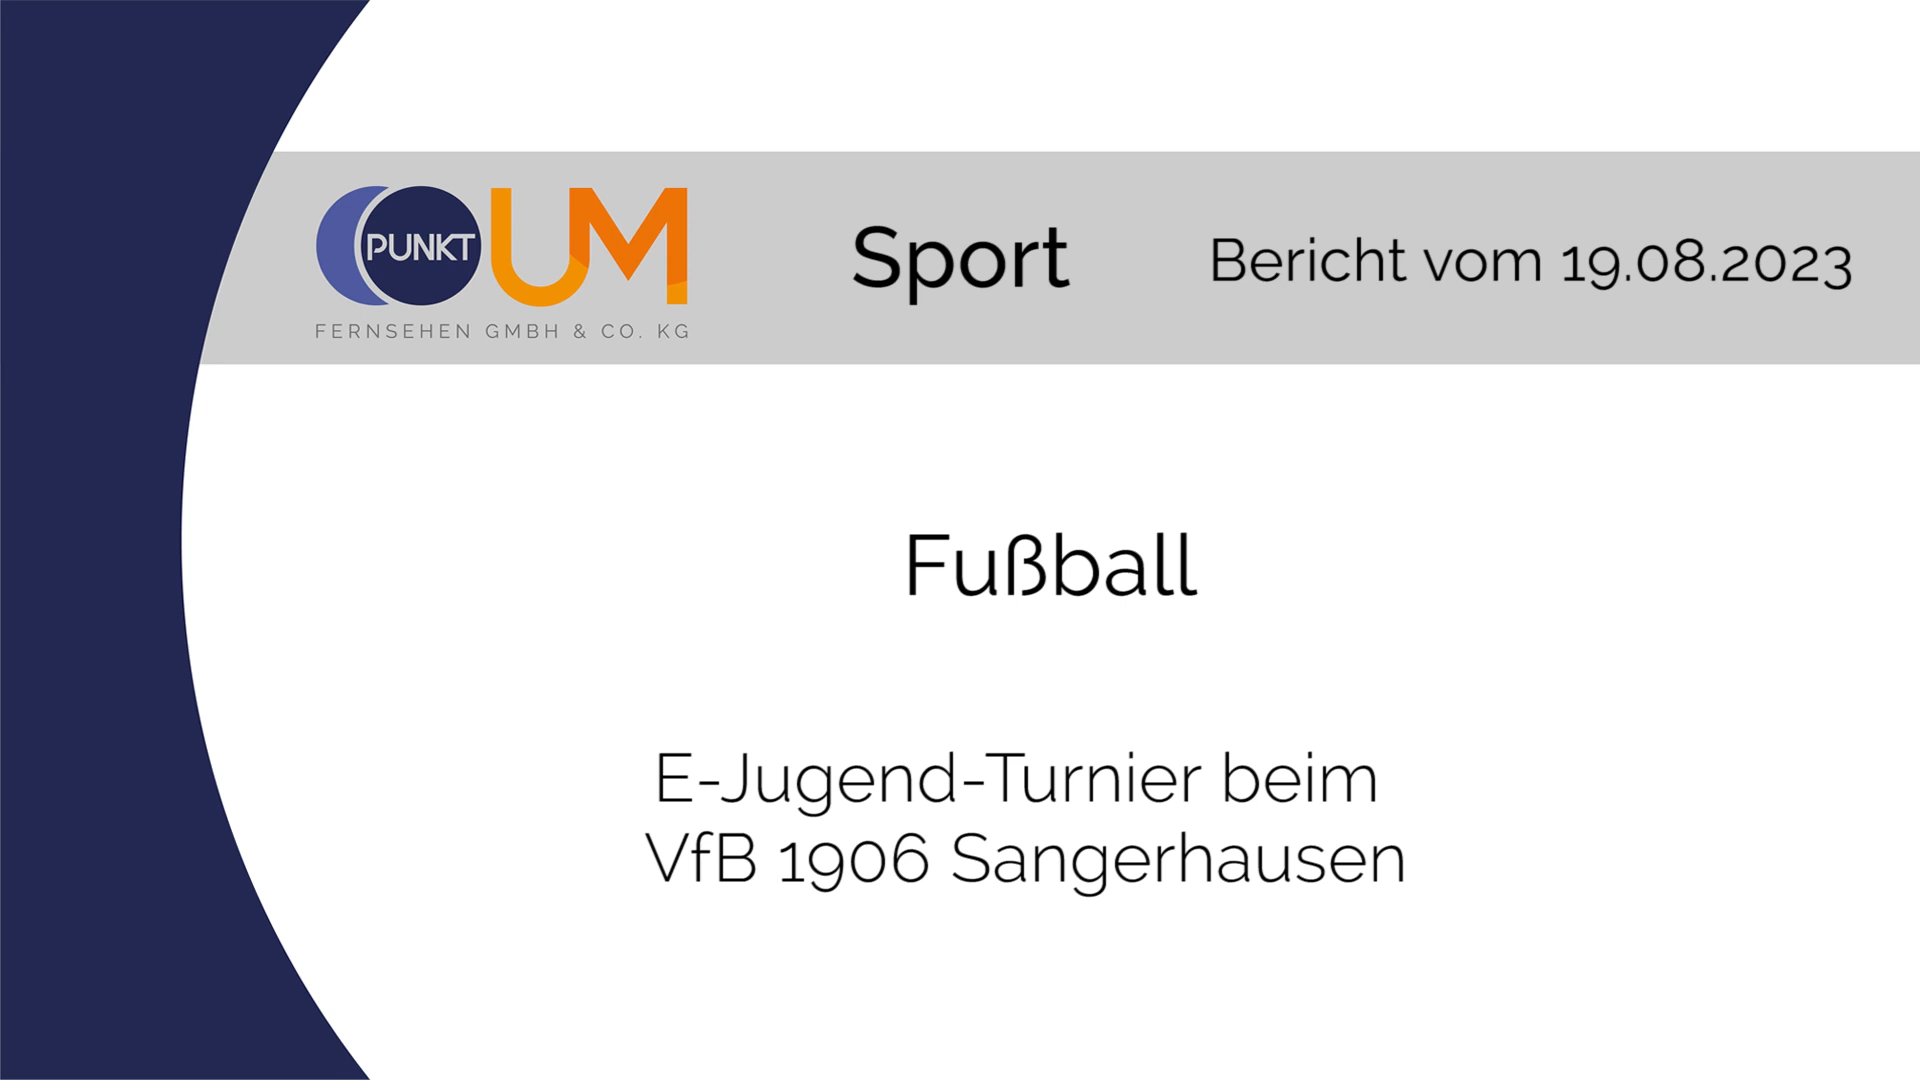 PUNKT UM
FERNSEHEN GMBH & CO. KG
Sport
Bericht vom 19.08.2023
Fußball
E-Jugend-Turnier beim
VfB 1906 Sangerhausen